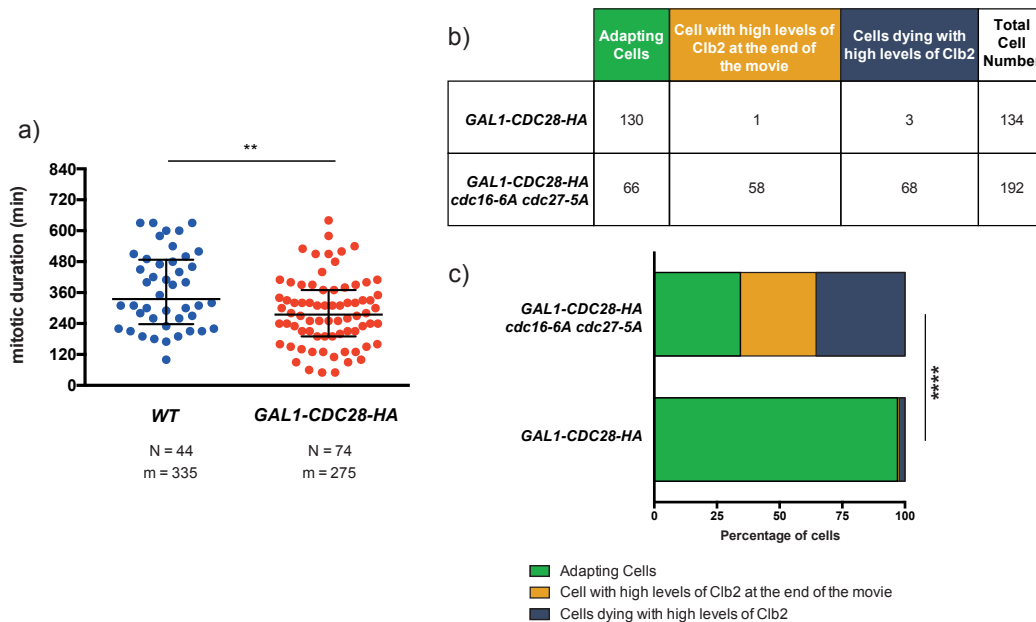 a)
**
mitotic duration (min)
840
720
600
480
360
240
120
0
WT
GAL1-CDC28-HA
N = 44
N = 74
m = 335
m = 275
b)
Adapting
Cells
Cell with high levels of
Clb2 at the end of
the movie
Cells dying with
high levels of Clb2
Total
Cell
Number
GAL1-CDC28-HA
130
1
3
134
GAL1-CDC28-HA
cdc16-6A cdc27-5A
66
58
68
192
c)
GAL1-CDC28-HA
cdc16-6A cdc27-5A
GAL1-CDC28-HA
****
0
25
50
75
100
Percentage of cells
Adapting Cells
Cell with high levels of Clb2 at the end of the movie
Cells dying with high levels of Clb2